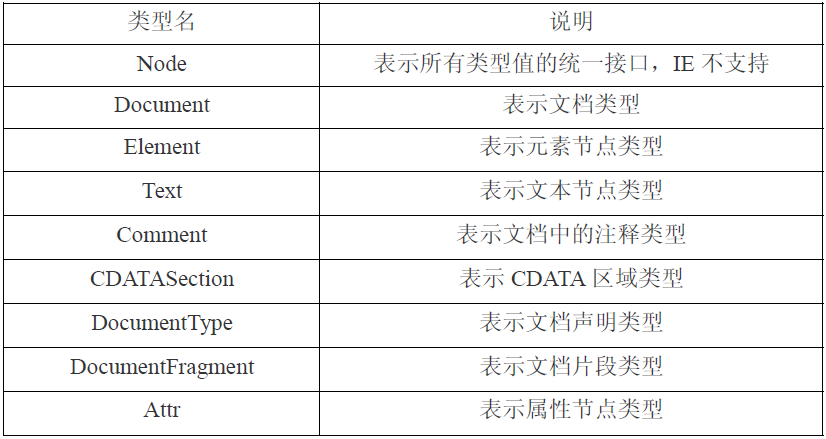 类型名 说明
Node 表示所有类型值的统一接口，IE 不支持
Document 表示文档类型
Element 表示元素节点类型
Text 表示文本节点类型
Comment 表示文档中的注释类型
CDATASection 表示 CDATA 区域类型
DocumentType 表示文档声明类型
DocumentFragment 表示文档片段类型
Attr 表示属性节点类型